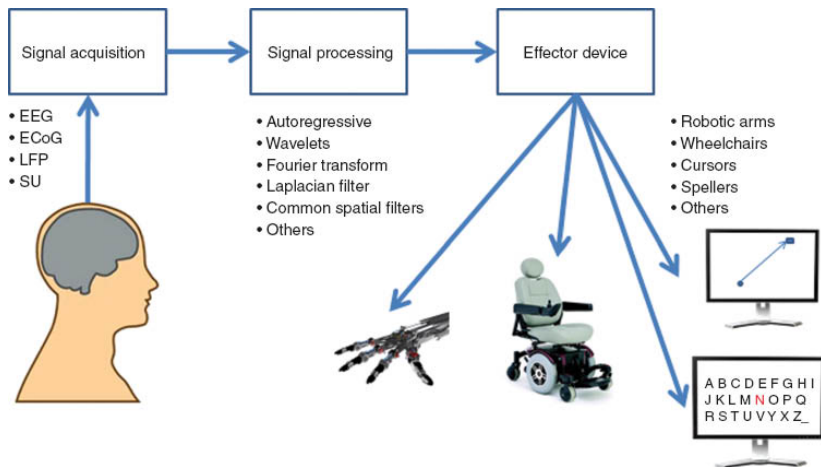 Signal acquisition
Signal processing
Effector device
• EEG
• ECoG
• LFP
• SU
• Autoregressive
• Wavelets
• Fourier transform
• Laplacian filter
• Common spatial filters
• Others
• Robotic arms
• Wheelchairs
• Cursors
• Spellers
• Others
A B C D E F G H I
J K L M N O P Q
R S T U V Y X Z _